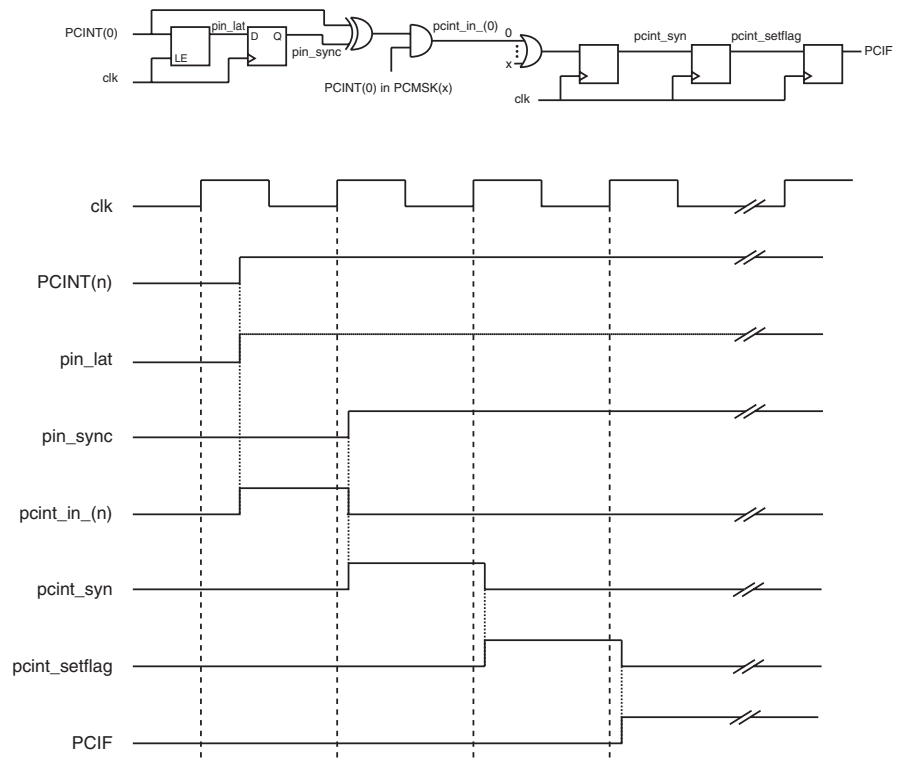 PCINT(0)
pin_lat
D Q
LE
clk
pin_sync
PCINT(0) in PCMSK(x)
pcint_in_(0)
0
x
clk
pcint_syn
pcint_setflag
PCIF
clk
PCINT(n)
pin_lat
pin_sync
pcint_in_(n)
pcint_syn
pcint_setflag
PCIF